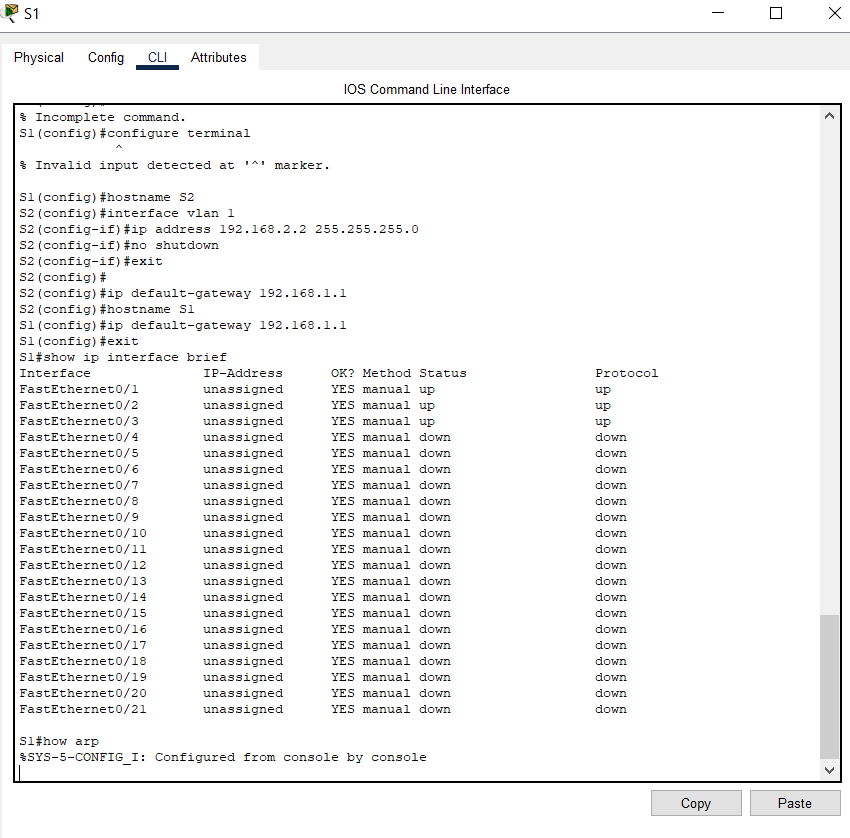 S1
Physical Config CLI Attributes
IOS Command Line Interface
% Incomplete command.
S1(config)#configure terminal
^
% Invalid input detected at '^' marker.
S1(config)#hostname S2
S2(config)#interface vlan 1
S2(config-if)#ip address 192.168.2.2 255.255.255.0
S2(config-if)#no shutdown
S2(config-if)#exit
S2(config)#
S2(config)#ip default-gateway 192.168.1.1
S2(config)#hostname S1
S1(config)#ip default-gateway 192.168.1.1
S1(config)#exit
S1#show ip interface brief
Interface IP-Address OK? Method Status Protocol
FastEthernet0/1 unassigned YES manual up up
FastEthernet0/2 unassigned YES manual up up
FastEthernet0/3 unassigned YES manual up up
FastEthernet0/4 unassigned YES manual down down
FastEthernet0/5 unassigned YES manual down down
FastEthernet0/6 unassigned YES manual down down
FastEthernet0/7 unassigned YES manual down down
FastEthernet0/8 unassigned YES manual down down
FastEthernet0/9 unassigned YES manual down down
FastEthernet0/10 unassigned YES manual down down
FastEthernet0/11 unassigned YES manual down down
FastEthernet0/12 unassigned YES manual down down
FastEthernet0/13 unassigned YES manual down down
FastEthernet0/14 unassigned YES manual down down
FastEthernet0/15 unassigned YES manual down down
FastEthernet0/16 unassigned YES manual down down
FastEthernet0/17 unassigned YES manual down down
FastEthernet0/18 unassigned YES manual down down
FastEthernet0/19 unassigned YES manual down down
FastEthernet0/20 unassigned YES manual down down
FastEthernet0/21 unassigned YES manual down down
S1#how arp
%SYS-5-CONFIG_I: Configured from console by console
Copy Paste